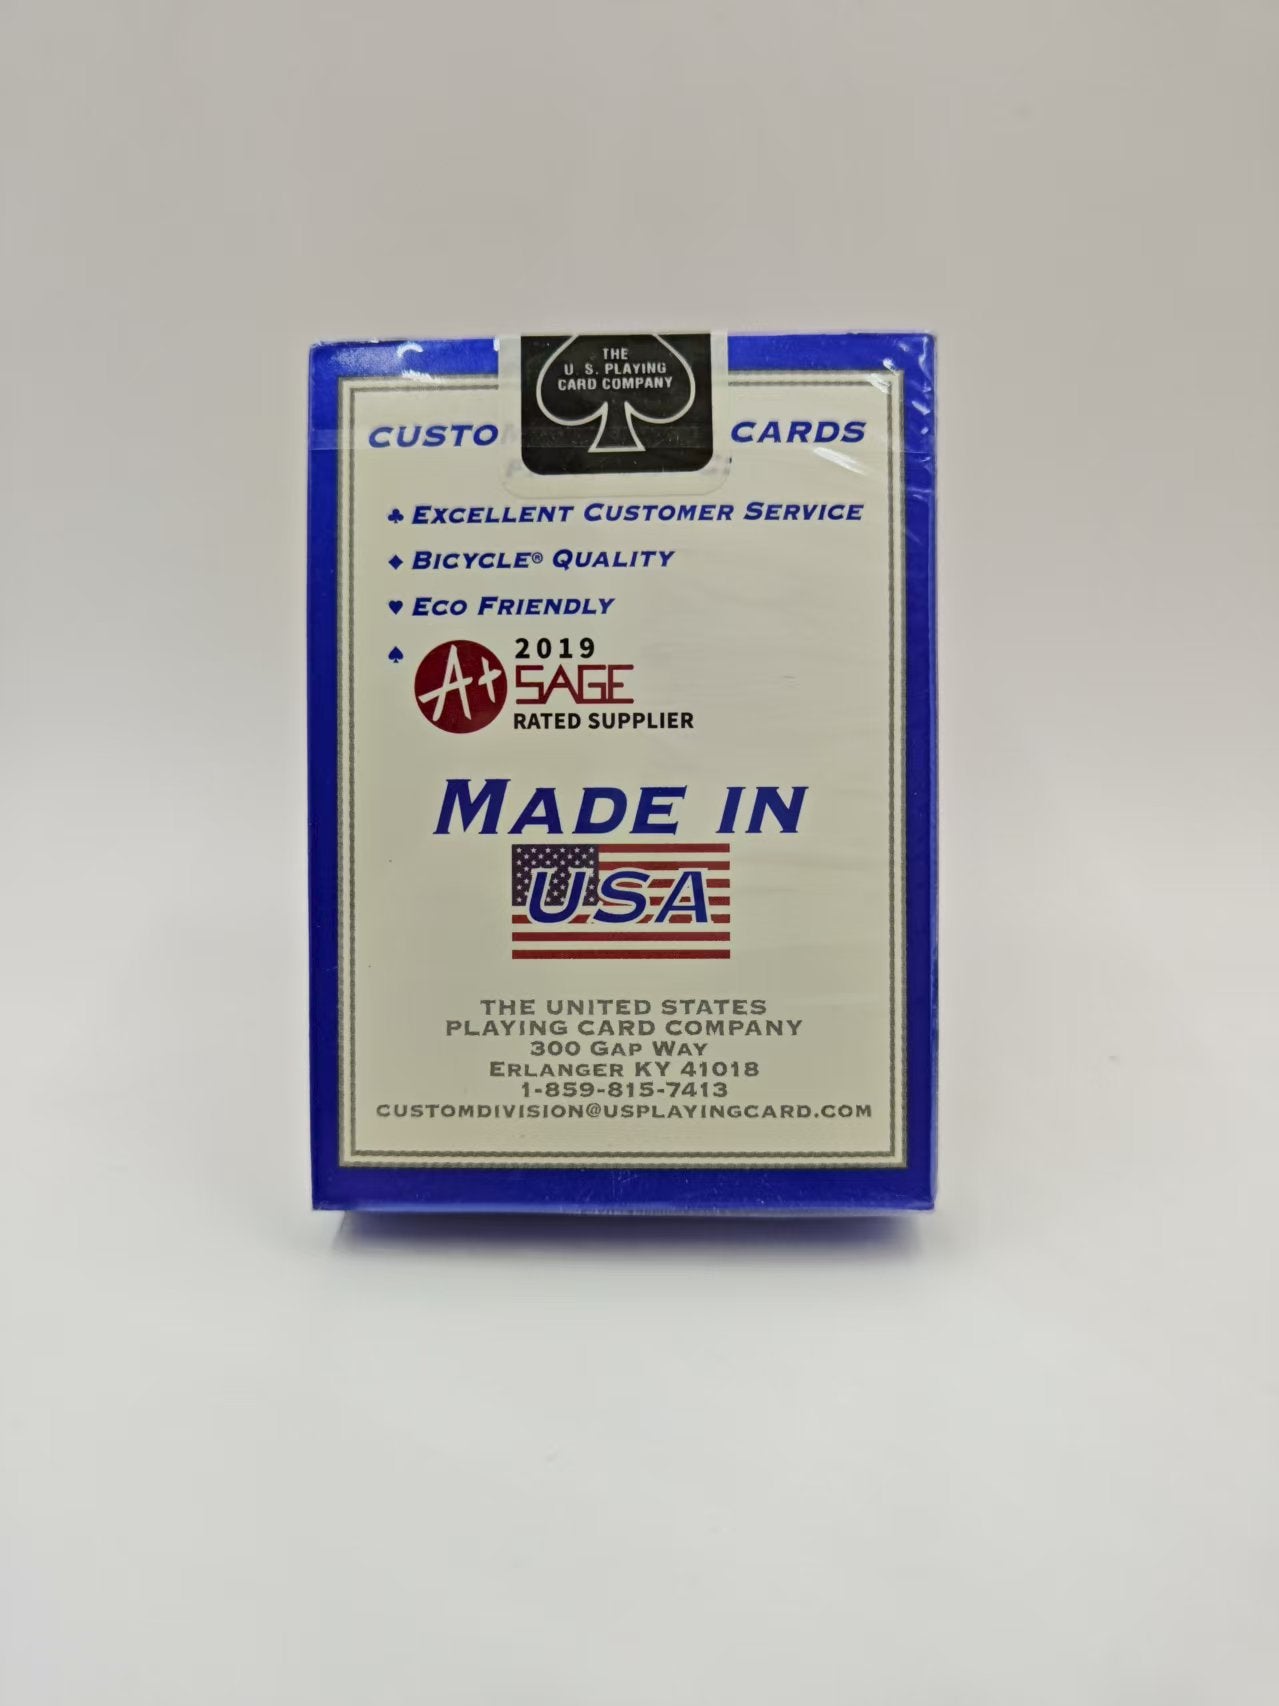 THE
U. S. PLAYING
CARD COMPANY
CUSTO CARDS
EXCELLENT CUSTOMER SERVICE
BICYCLE® QUALITY
ECO FRIENDLY
A+ 2019
SAGE
RATED SUPPLIER
MADE IN
USA
THE UNITED STATES
PLAYING CARD COMPANY
300 GAP WAY
ERLANGER KY 41018
1-859-815-7413
CUSTOMDIVISION@USPLAYINGCARD.COM